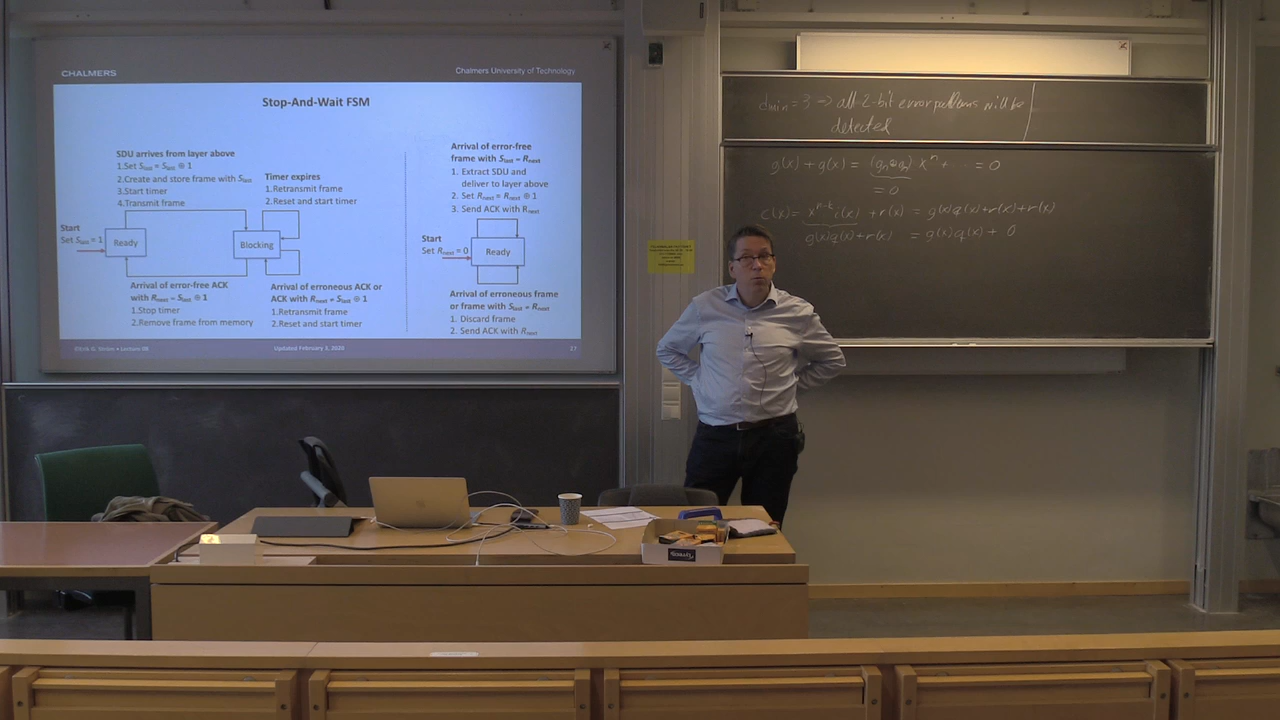 CHALMERS
Chalmers University of Technology
Stop-And-Wait FSM
SDU arrives from layer above
1.Set Slast = Slast ⊕ 1
2.Create and store frame with Slast
3.Start timer
4.Transmit frame
Timer expires
1.Retransmit frame
2.Reset and start timer
Start
Set Slast = 1
Ready
Blocking
Arrival of error-free ACK
with Rnext = Slast ⊕ 1
1.Stop timer
2.Remove frame from memory
Arrival of erroneous ACK or
ACK with Rnext ≠ Slast ⊕ 1
1.Retransmit frame
2.Reset and start timer
Arrival of error-free
frame with Slast = Rnext
1. Extract SDU and
deliver to layer above
2. Set Rnext = Rnext ⊕ 1
3. Send ACK with Rnext
Start
Set Rnext = 0
Ready
Arrival of erroneous frame
or frame with Slast ≠ Rnext
1. Discard frame
2. Send ACK with Rnext
©Erik G. Ström • Lecture 08
Updated February 3, 2020
21
dmin = 3 → all 2-bit error patterns will be
detected
g(x) + g(x) = (gn⊕gn) x^n + ... = 0
= 0
c(x) = x^n-k i(x) + r(x) = g(x)q(x)+r(x)+r(x)
g(x)q(x)+r(x) = g(x)q(x) + 0